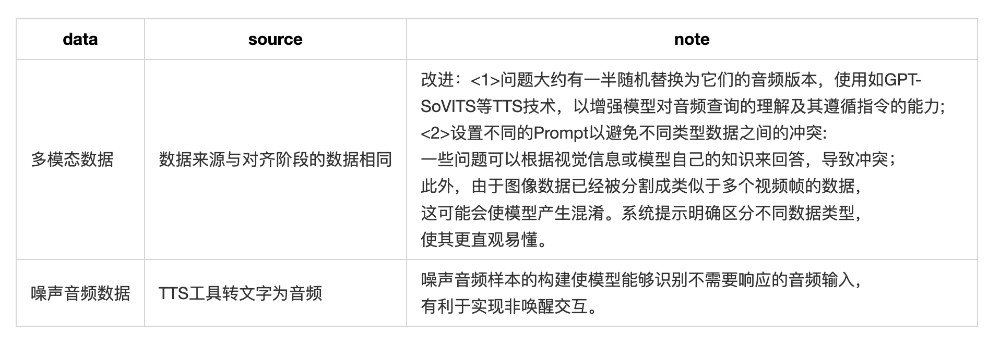 data source note
改进：<1>问题大约有一半随机替换为它们的音频版本，使用如GPT-
SoVITS等TTS技术，以增强模型对音频查询的理解及其遵循指令的能力;
<2>设置不同的Prompt以避免不同类型数据之间的冲突:
多模态数据 数据来源与对齐阶段的数据相同 一些问题可以根据视觉信息或模型自己的知识来回答，导致冲突；
此外，由于图像数据已经被分割成类似于多个视频帧的数据，
这可能会使模型产生混淆。系统提示明确区分不同数据类型，
使其更直观易懂。
噪声音频数据 TTS工具转文字为音频
噪声音频样本的构建使模型能够识别不需要响应的音频输入，
有利于实现非唤醒交互。